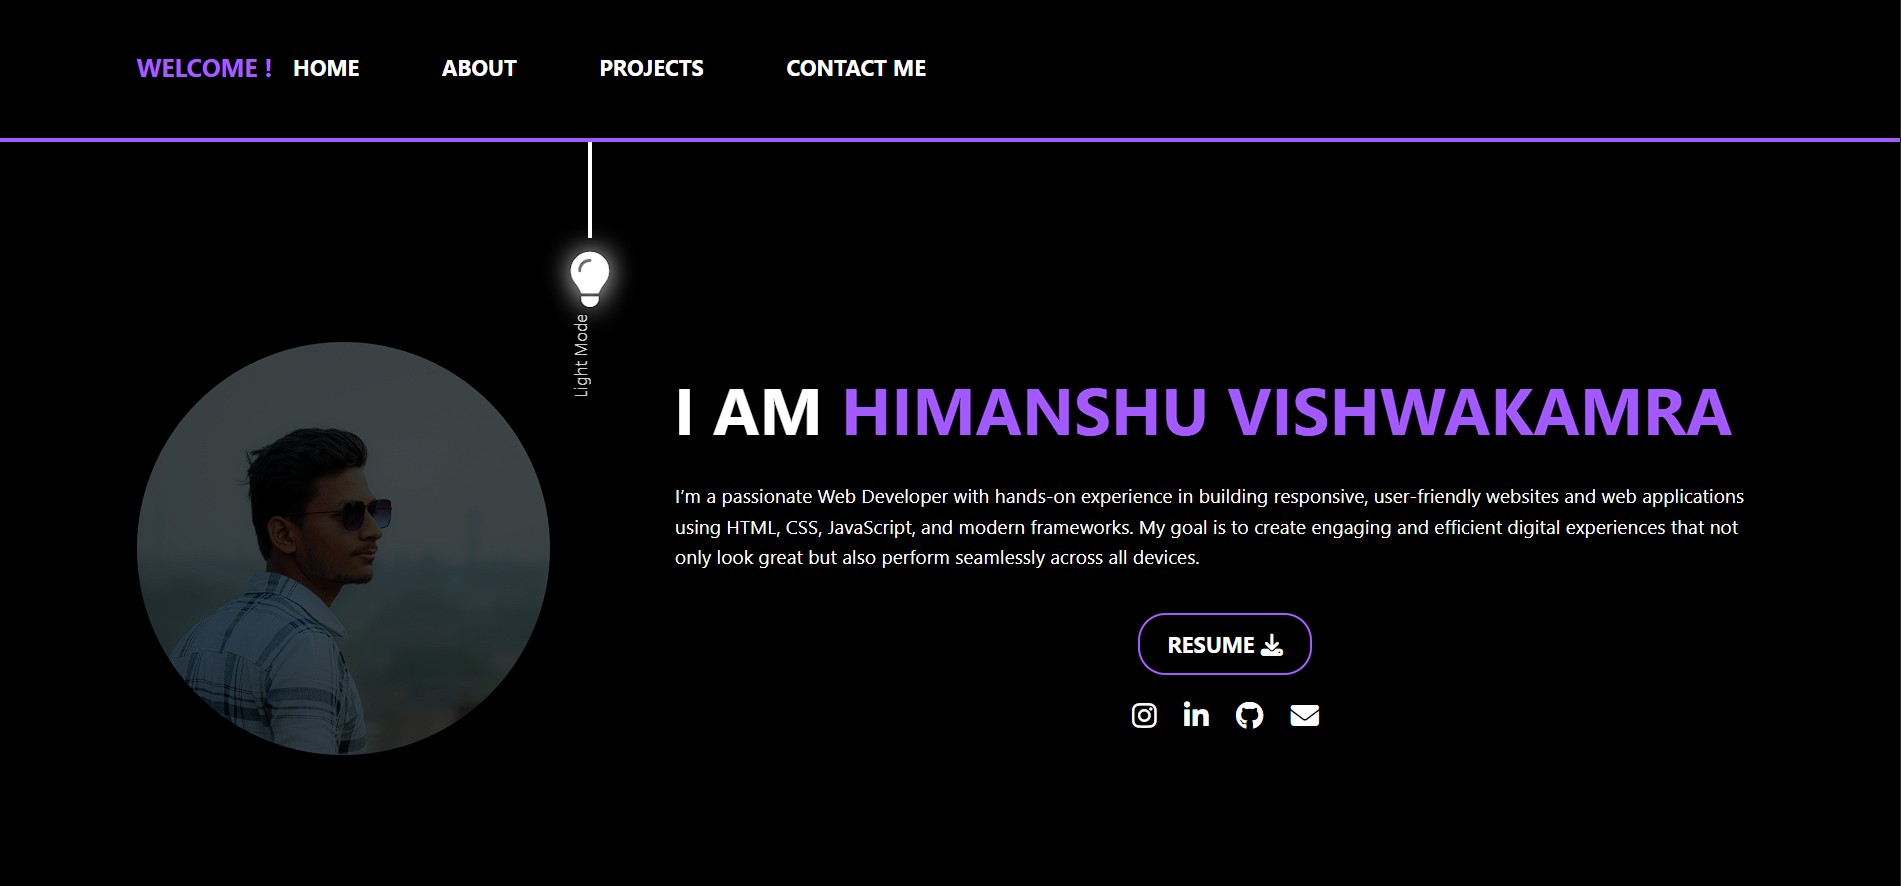 WELCOME ! HOME ABOUT PROJECTS CONTACT ME
Light Mode
I AM HIMANSHU VISHWAKAMRA
I’m a passionate Web Developer with hands-on experience in building responsive, user-friendly websites and web applications
using HTML, CSS, JavaScript, and modern frameworks. My goal is to create engaging and efficient digital experiences that not
only look great but also perform seamlessly across all devices.
RESUME